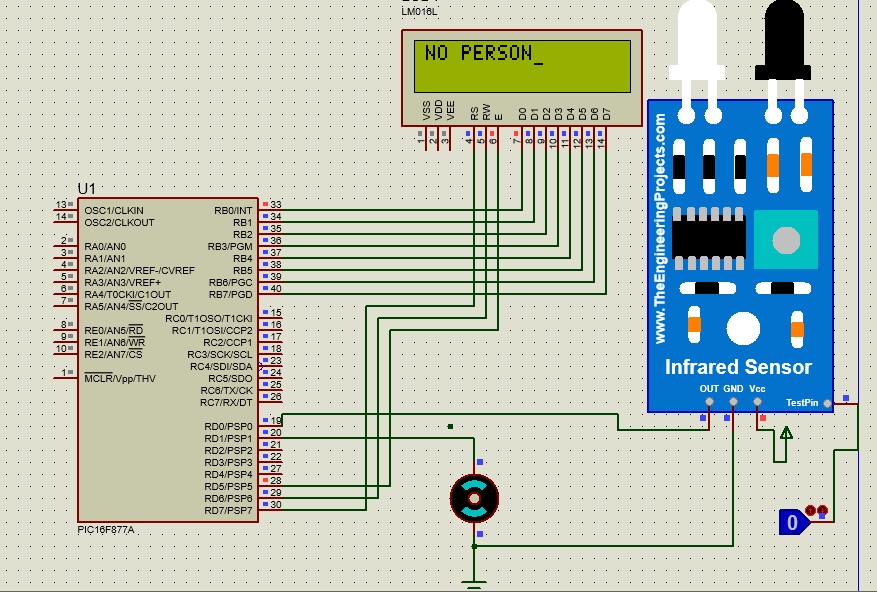 LM016L
NO PERSON_
VSS VDD VEE RS RW E D0 D1 D2 D3 D4 D5 D6 D7
1 2 3 4 5 6 7 8 9 10 11 12 13 14
U1
13 OSC1/CLKIN RB0/INT 33
14 OSC2/CLKOUT RB1 34
RB2 35
2 RA0/AN0 RB3/PGM 36
3 RA1/AN1 RB4 37
4 RA2/AN2/VREF-/CVREF RB5 38
5 RA3/AN3/VREF+ RB6/PGC 39
6 RA4/T0CKI/C1OUT RB7/PGD 40
7 RA5/AN4/SS/C2OUT
RC0/T1OSO/T1CKI 15
8 RE0/AN5/RD RC1/T1OSI/CCP2 16
9 RE1/AN6/WR RC2/CCP1 17
10 RE2/AN7/CS RC3/SCK/SCL 18
RC4/SDI/SDA 23
1 MCLR/Vpp/THV RC5/SDO 24
RC6/TX/CK 25
RC7/RX/DT 26
RD0/PSP0 19
RD1/PSP1 20
RD2/PSP2 21
RD3/PSP3 22
RD4/PSP4 27
RD5/PSP5 28
RD6/PSP6 29
RD7/PSP7 30
PIC16F877A
www.TheEngineeringProjects.com
Infrared Sensor
OUT GND Vcc
TestPin
0